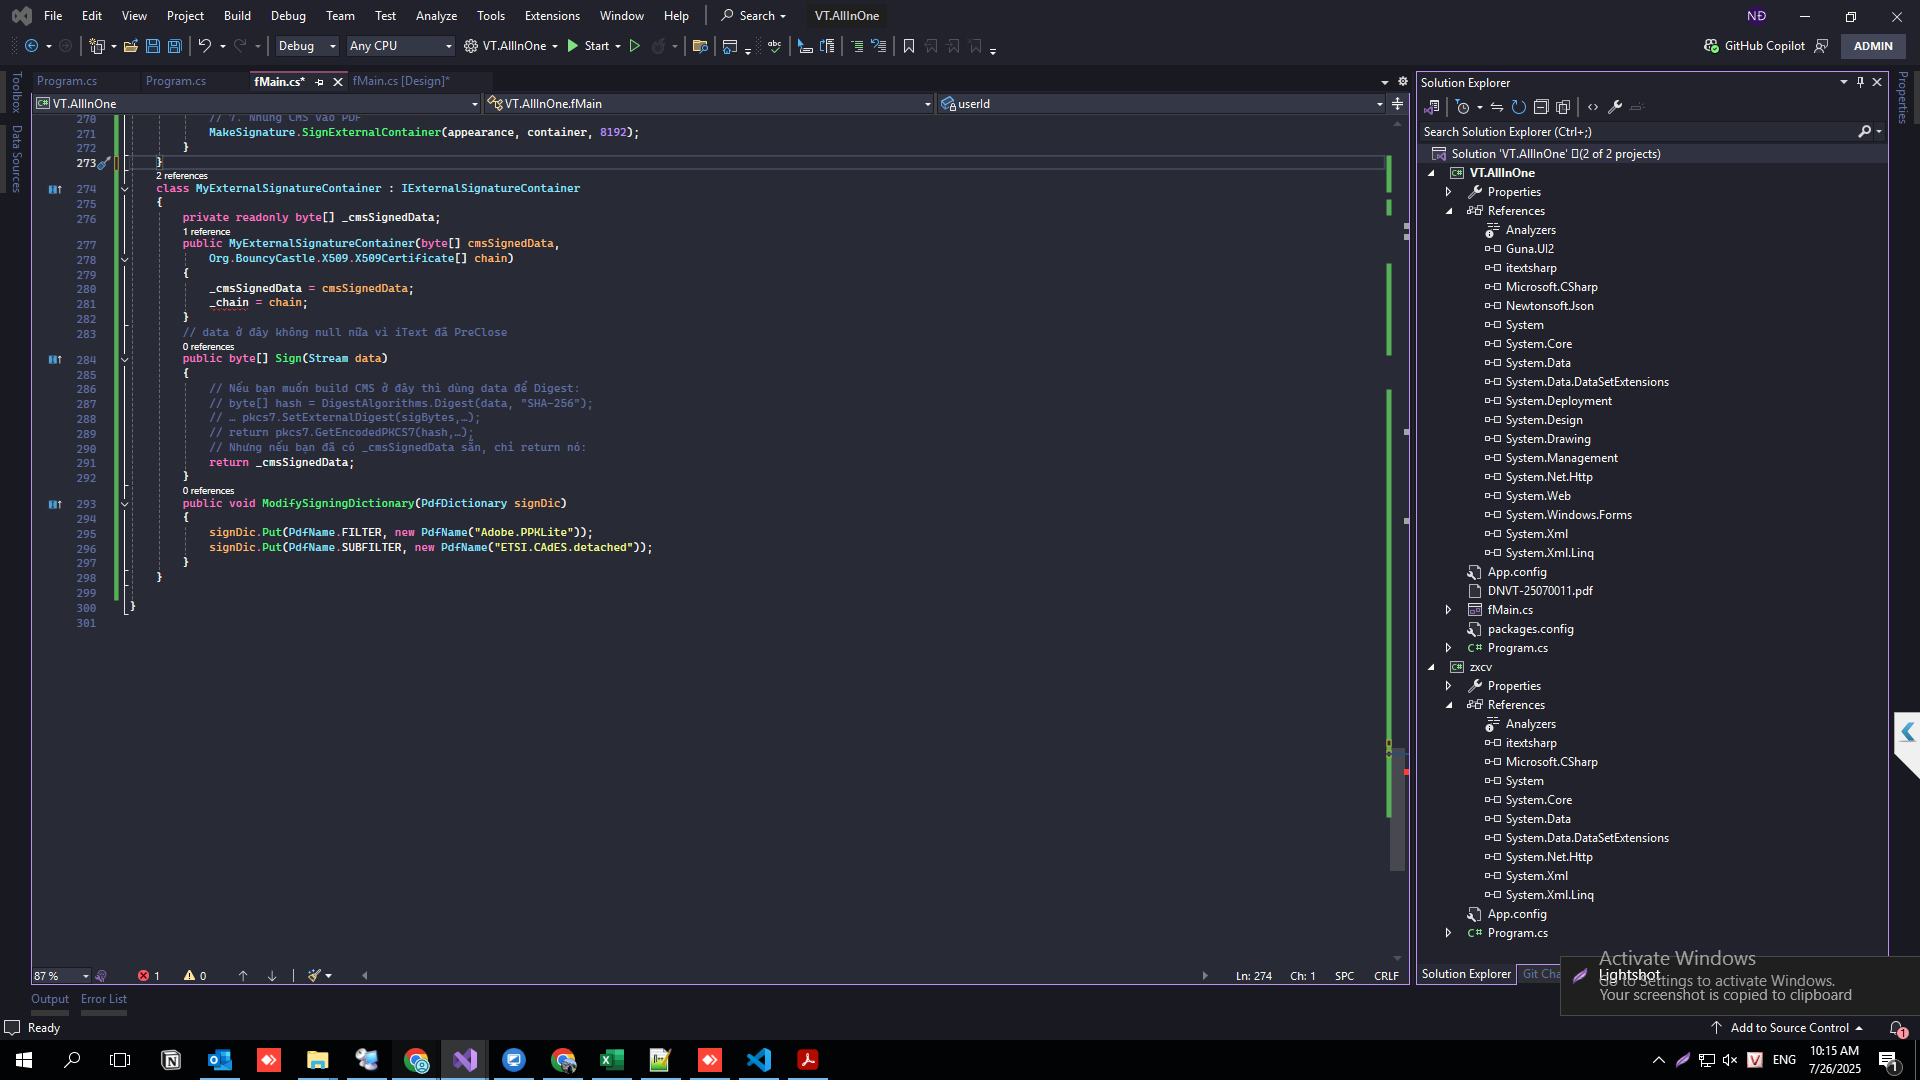 File Edit View Project Build Debug Team Test Analyze Tools Extensions Window Help Search VT.AllInOne NĐ
Debug Any CPU VT.AllInOne Start GitHub Copilot ADMIN
Toolbox
Data Sources
Program.cs Program.cs fMain.cs* fMain.cs [Design]*
VT.AllInOne VT.AllInOne.fMain userId
270 // 7. Nhúng CMS vào PDF
271 MakeSignature.SignExternalContainer(appearance, container, 8192);
272 }
273 }
2 references
274 class MyExternalSignatureContainer : IExternalSignatureContainer
275 {
276 private readonly byte[] _cmsSignedData;
1 reference
277 public MyExternalSignatureContainer(byte[] cmsSignedData,
278 Org.BouncyCastle.X509.X509Certificate[] chain)
279 {
280 _cmsSignedData = cmsSignedData;
281 _chain = chain;
282 }
283 // data ở đây không null nữa vì iText đã PreClose
0 references
284 public byte[] Sign(Stream data)
285 {
286 // Nếu bạn muốn build CMS ở đây thì dùng data để Digest:
287 // byte[] hash = DigestAlgorithms.Digest(data, "SHA-256");
288 // … pkcs7.SetExternalDigest(sigBytes,…);
289 // return pkcs7.GetEncodedPKCS7(hash,…);
290 // Nhưng nếu bạn đã có _cmsSignedData sẵn, chỉ return nó:
291 return _cmsSignedData;
292 }
0 references
293 public void ModifySigningDictionary(PdfDictionary signDic)
294 {
295 signDic.Put(PdfName.FILTER, new PdfName("Adobe.PPKLite"));
296 signDic.Put(PdfName.SUBFILTER, new PdfName("ETSI.CAdES.detached"));
297 }
298 }
299
300 }
301
87 % 1 0 Ln: 274 Ch: 1 SPC CRLF
Output Error List
Ready
Solution Explorer
Search Solution Explorer (Ctrl+;)
Solution 'VT.AllInOne' (2 of 2 projects)
VT.AllInOne
Properties
References
Analyzers
Guna.UI2
itextsharp
Microsoft.CSharp
Newtonsoft.Json
System
System.Core
System.Data
System.Data.DataSetExtensions
System.Deployment
System.Design
System.Drawing
System.Management
System.Net.Http
System.Web
System.Windows.Forms
System.Xml
System.Xml.Linq
App.config
DNVT-25070011.pdf
fMain.cs
packages.config
C# Program.cs
zxcv
Properties
References
Analyzers
itextsharp
Microsoft.CSharp
System
System.Core
System.Data
System.Data.DataSetExtensions
System.Net.Http
System.Xml
System.Xml.Linq
App.config
C# Program.cs
Solution Explorer Git Cha
Properties
Activate Windows
Lightshot
Go to Settings to activate Windows.
Your screenshot is copied to clipboard
Add to Source Control 1
ENG
10:15 AM
7/26/2025
1